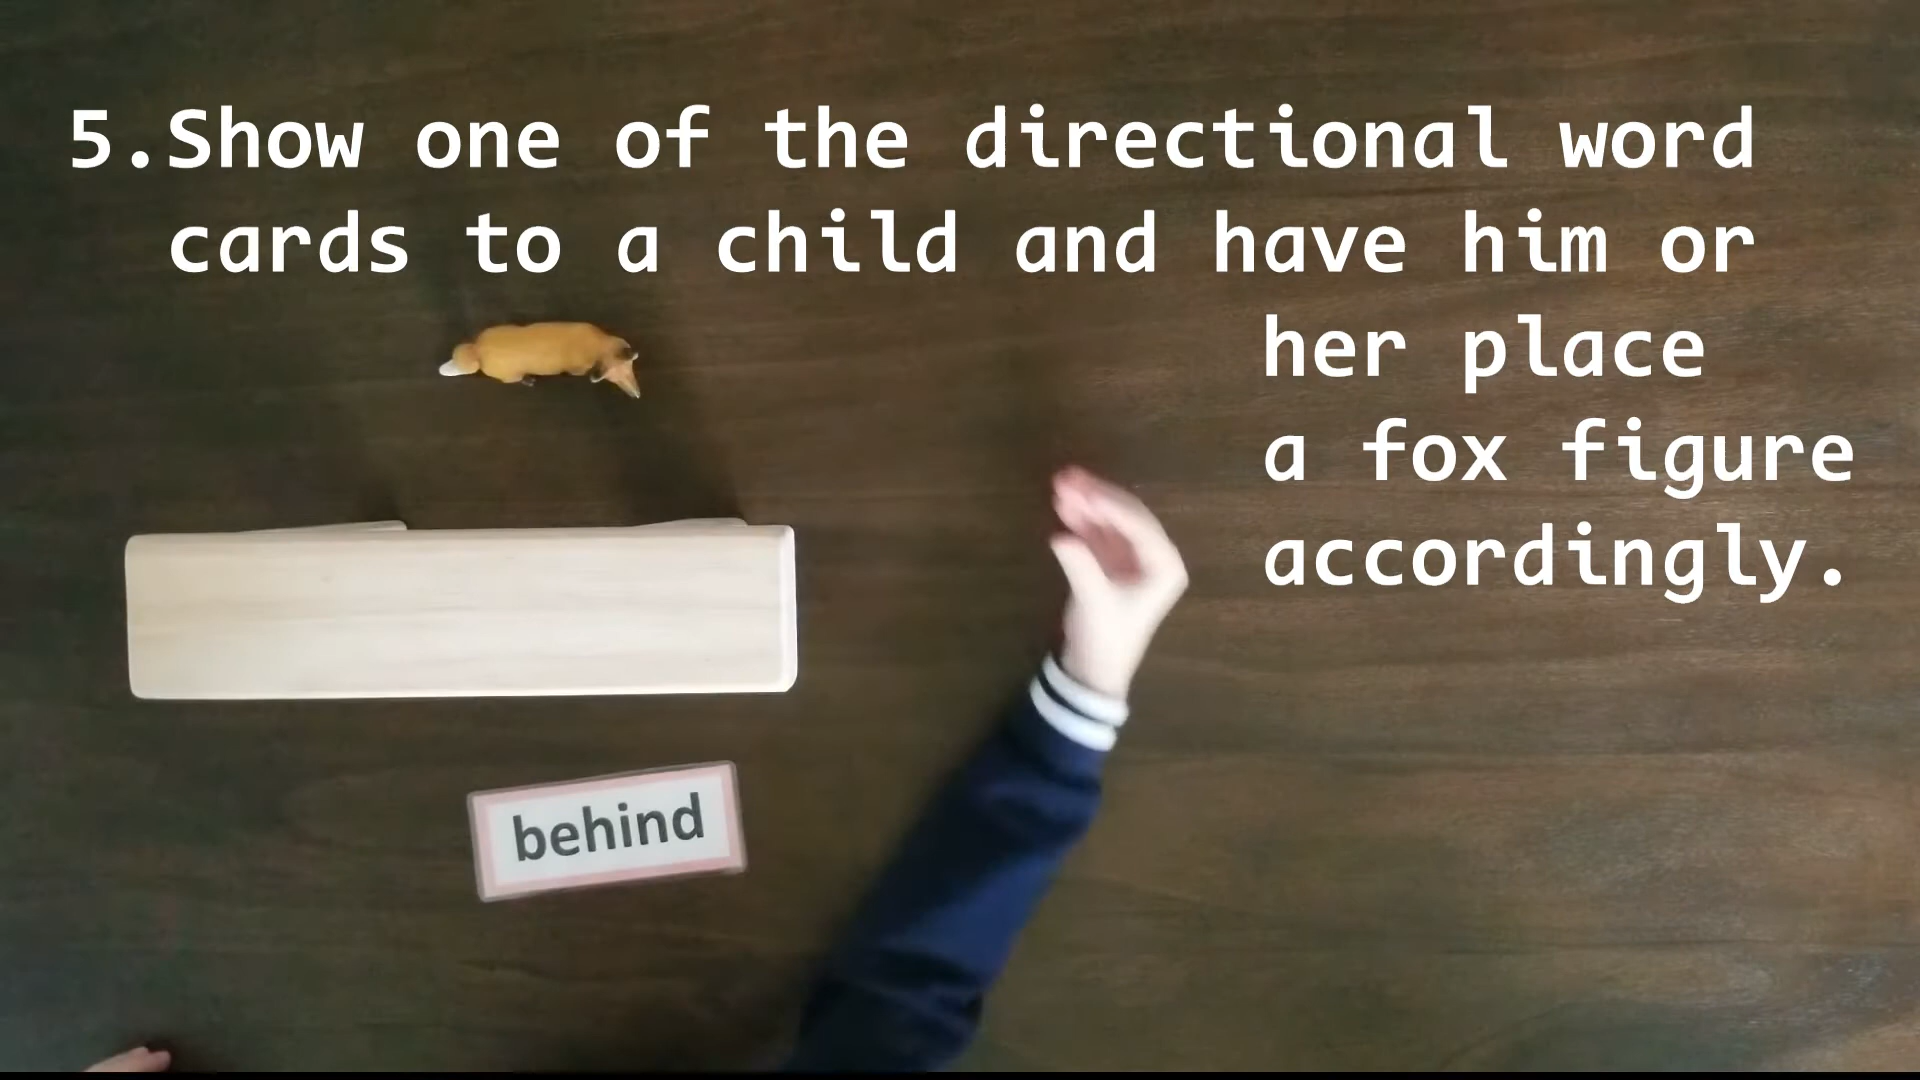 5.Show one of the directional word
cards to a child and have him or
her place
a fox figure
accordingly.
behind